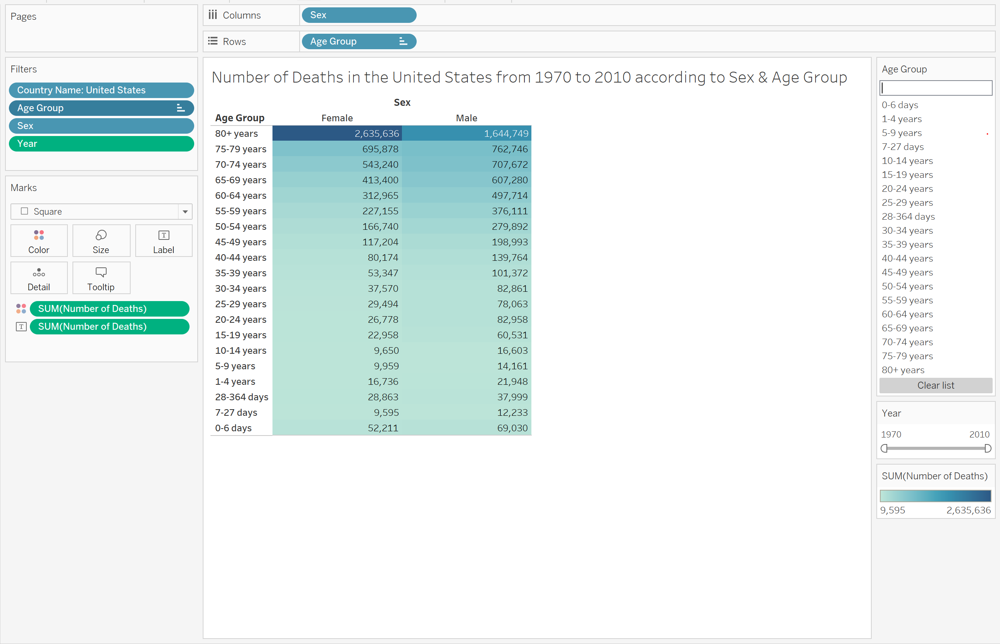 Pages
Columns
Sex
Rows
Age Group
Filters
Country Name: United States
Age Group
Sex
Year
Marks
Square
Color
Size
T
Label
Detail
Tooltip
SUM(Number of Deaths)
T SUM(Number of Deaths)
Number of Deaths in the United States from 1970 to 2010 according to Sex & Age Group
Sex
Age Group Female Male
80+ years 2,635,636 1,644,749
75-79 years 695,878 762,746
70-74 years 543,240 707,672
65-69 years 413,400 607,280
60-64 years 312,965 497,714
55-59 years 227,155 376,111
50-54 years 166,740 279,892
45-49 years 117,204 198,993
40-44 years 80,174 139,764
35-39 years 53,347 101,372
30-34 years 37,570 82,861
25-29 years 29,494 78,063
20-24 years 26,778 82,958
15-19 years 22,958 60,531
10-14 years 9,650 16,603
5-9 years 9,959 14,161
1-4 years 16,736 21,948
28-364 days 28,863 37,999
7-27 days 9,595 12,233
0-6 days 52,211 69,030
Age Group
0-6 days
1-4 years
5-9 years
7-27 days
10-14 years
15-19 years
20-24 years
25-29 years
28-364 days
30-34 years
35-39 years
40-44 years
45-49 years
50-54 years
55-59 years
60-64 years
65-69 years
70-74 years
75-79 years
80+ years
Clear list
Year
1970 2010
SUM(Number of Deaths)
9,595 2,635,636